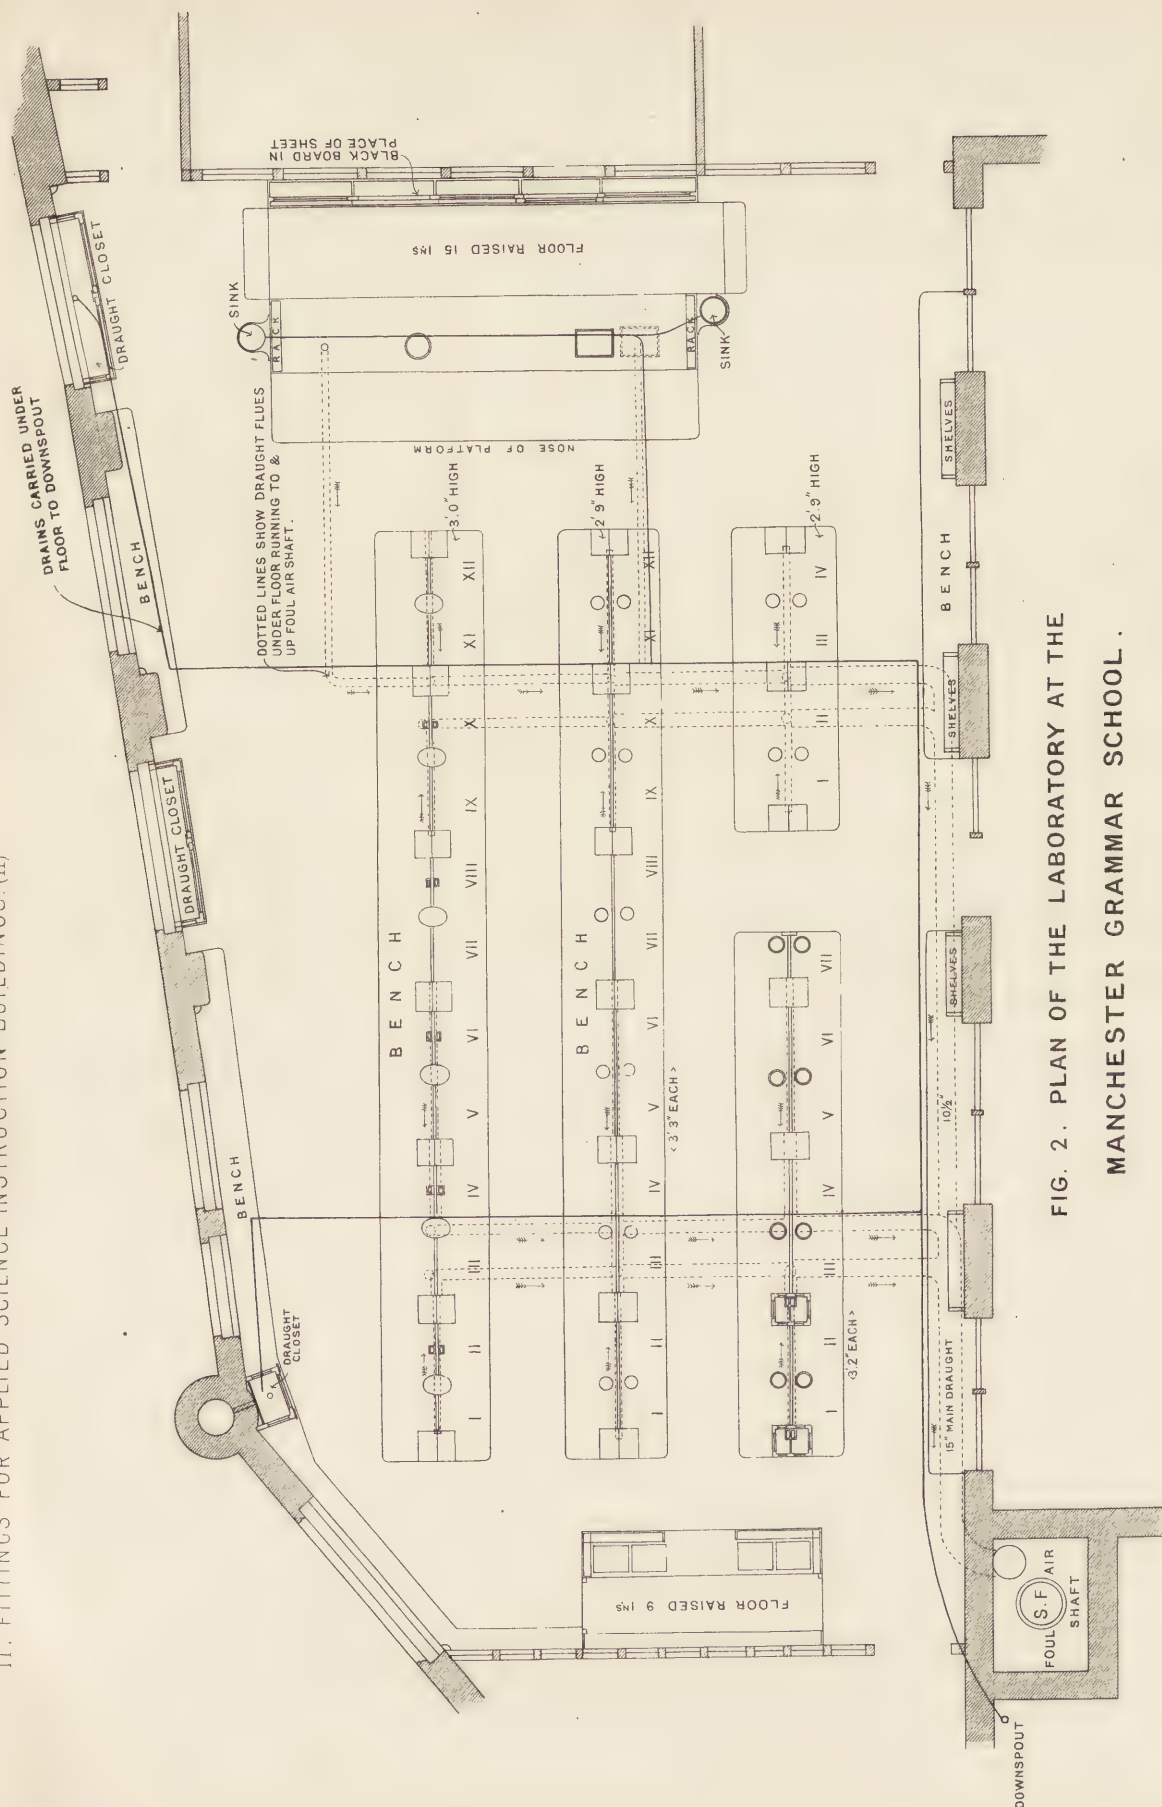 II. FITTINGS FOR APPLIED SCIENCE INSTRUCTION BUILDINGS. (II)
DRAINS CARRIED UNDER
FLOOR TO DOWNSPOUT
DRAUGHT CLOSET
BENCH
DRAUGHT CLOSET
BENCH
DRAUGHT
CLOSET
BLACK BOARD IN
PLACE OF SHEET
FLOOR RAISED 15 INS
SINK
RACK
RACK
SINK
NOSE OF PLATFORM
DOTTED LINES SHOW DRAUGHT FLUES
UNDER FLOOR RUNNING TO &
UP FOUL AIR SHAFT.
BENCH
3'.0" HIGH
I II III IV V VI VII VIII IX X XI XII
BENCH
2' 9" HIGH
I II III IV V VI VII VIII IX X XI XII
< 3' 3" EACH >
2'.9" HIGH
I II III IV
I II III IV V VI VII
<3'.2" EACH>
FLOOR RAISED 9 INS
BENCH
SHELVES
SHELVES
SHELVES
10½"
15" MAIN DRAUGHT
FOUL AIR
S.F
SHAFT
DOWNSPOUT
FIG. 2. PLAN OF THE LABORATORY AT THE
MANCHESTER GRAMMAR SCHOOL.